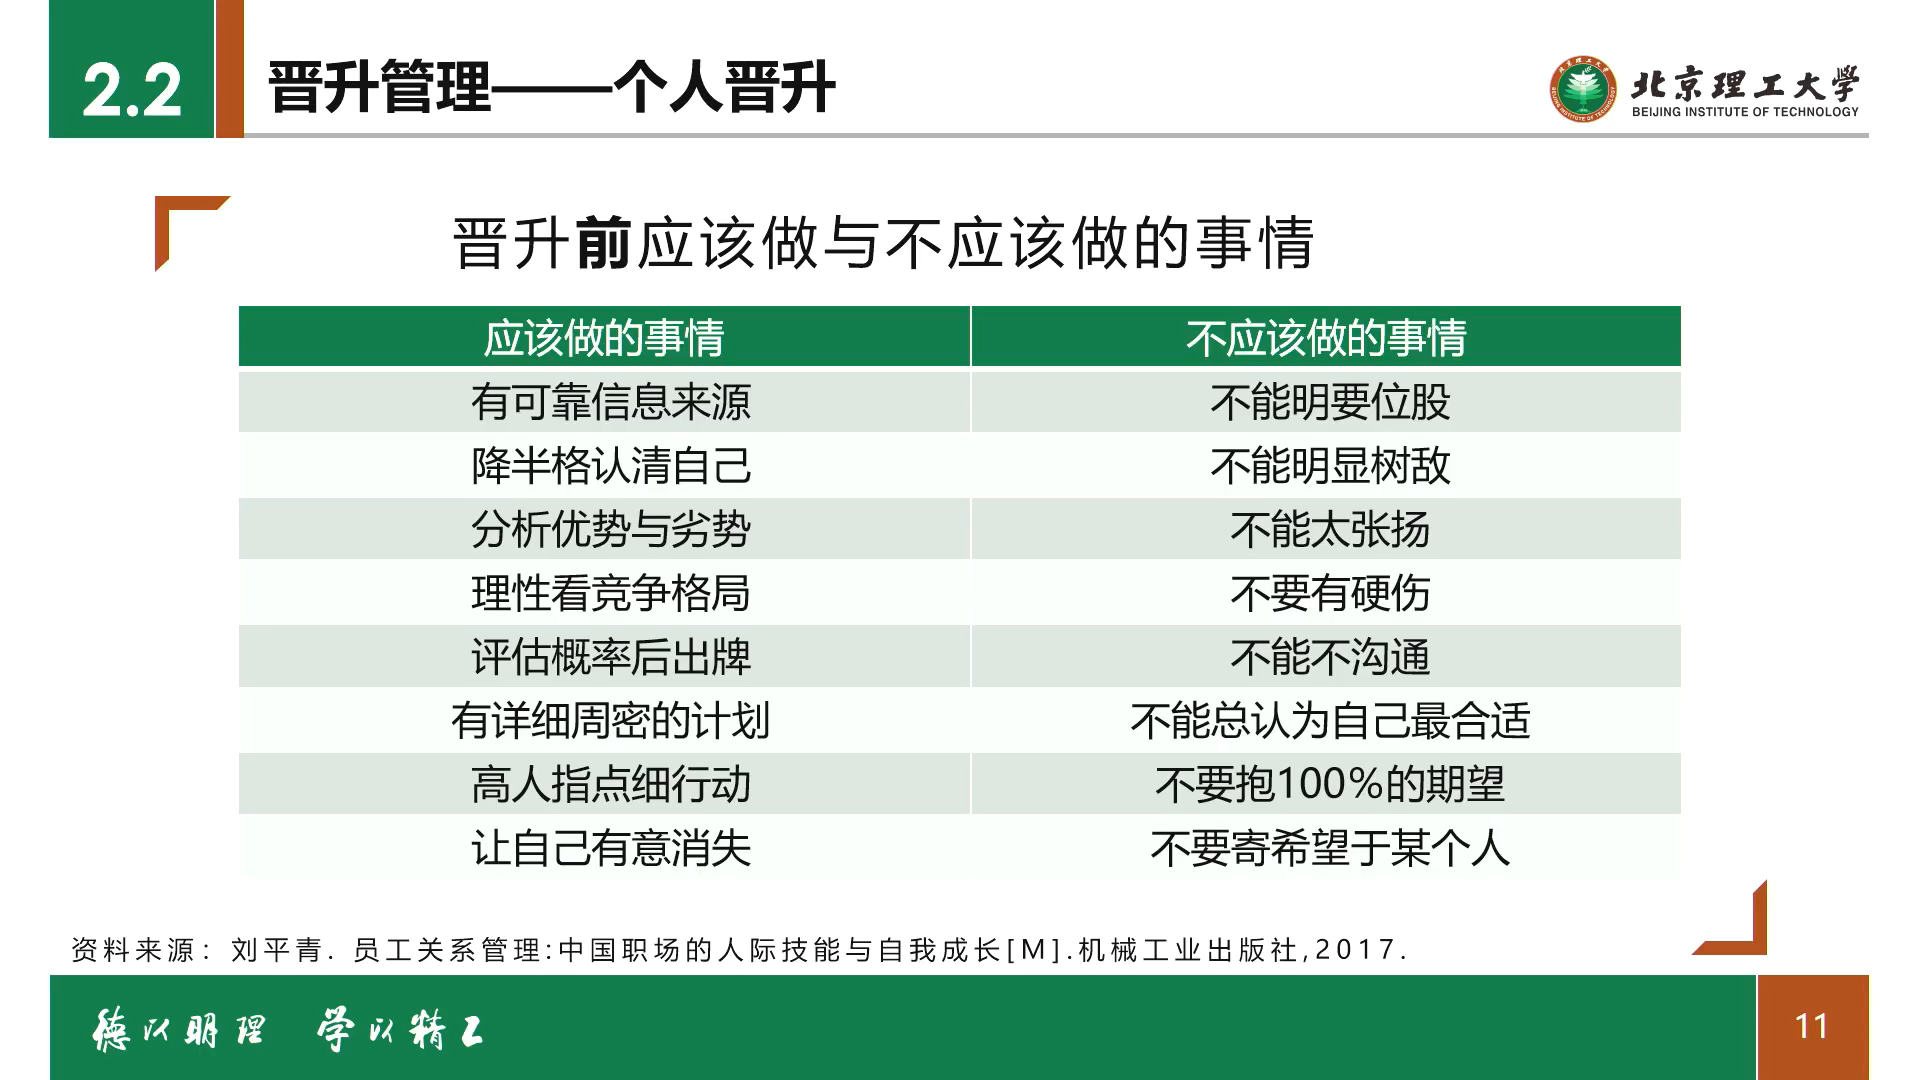 2.2
晋升管理——个人晋升
北京理工大学
BEIJING INSTITUTE OF TECHNOLOGY
晋升前应该做与不应该做的事情
应该做的事情 不应该做的事情
有可靠信息来源 不能明要位股
降半格认清自己 不能明显树敌
分析优势与劣势 不能太张扬
理性看竞争格局 不要有硬伤
评估概率后出牌 不能不沟通
有详细周密的计划 不能总认为自己最合适
高人指点细行动 不要抱100%的期望
让自己有意消失 不要寄希望于某个人
资料来源：刘平青. 员工关系管理:中国职场的人际技能与自我成长[M].机械工业出版社,2017.
德以明理 学以精工
11